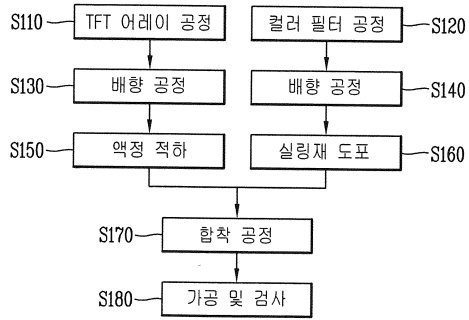 S110 TFT 어레이 공정
컬러 필터 공정 S120
S130 배향 공정
배향 공정 S140
S150 액정 적하
실링재 도포 S160
S170 합착 공정
S180 가공 및 검사